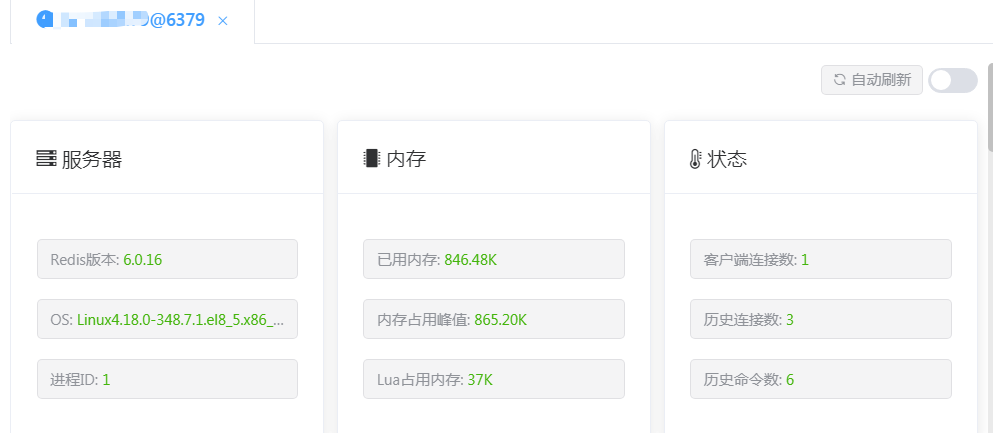 @6379
自动刷新
服务器
Redis版本: 6.0.16
OS: Linux4.18.0-348.7.1.el8_5.x86_...
进程ID: 1
内存
已用内存: 846.48K
内存占用峰值: 865.20K
Lua占用内存: 37K
状态
客户端连接数: 1
历史连接数: 3
历史命令数: 6